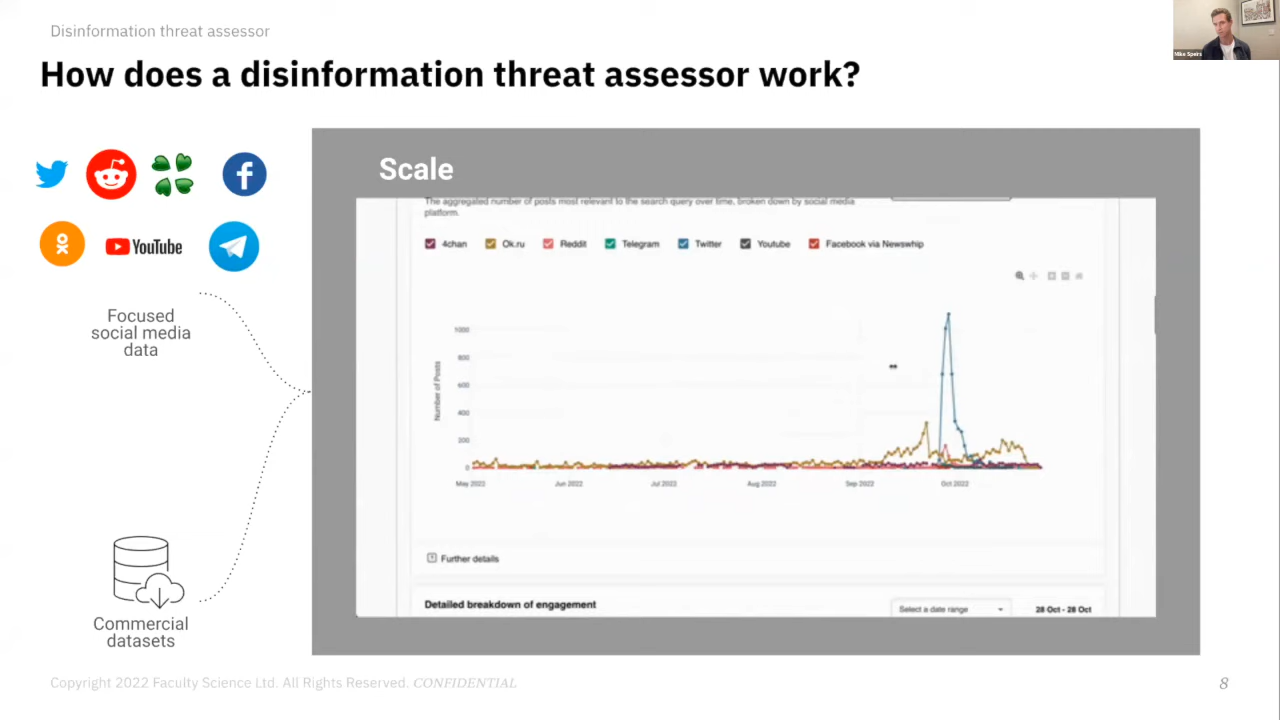 Disinformation threat assessor
How does a disinformation threat assessor work?
Mike Spera
YouTube
Focused
social media
data
Commercial
datasets
Scale
The aggregated number of posts most relevant to the search query over time, broken down by social media
platform.
4chan Ok.ru Reddit Telegram Twitter Youtube Facebook via Newswhip
Number of Posts
1000
800
600
400
200
0
May 2022 Jun 2022 Jul 2022 Aug 2022 Sep 2022 Oct 2022
Further details
Detailed breakdown of engagement
Select a date range
28 Oct - 28 Oct
Copyright 2022 Faculty Science Ltd. All Rights Reserved. CONFIDENTIAL
8